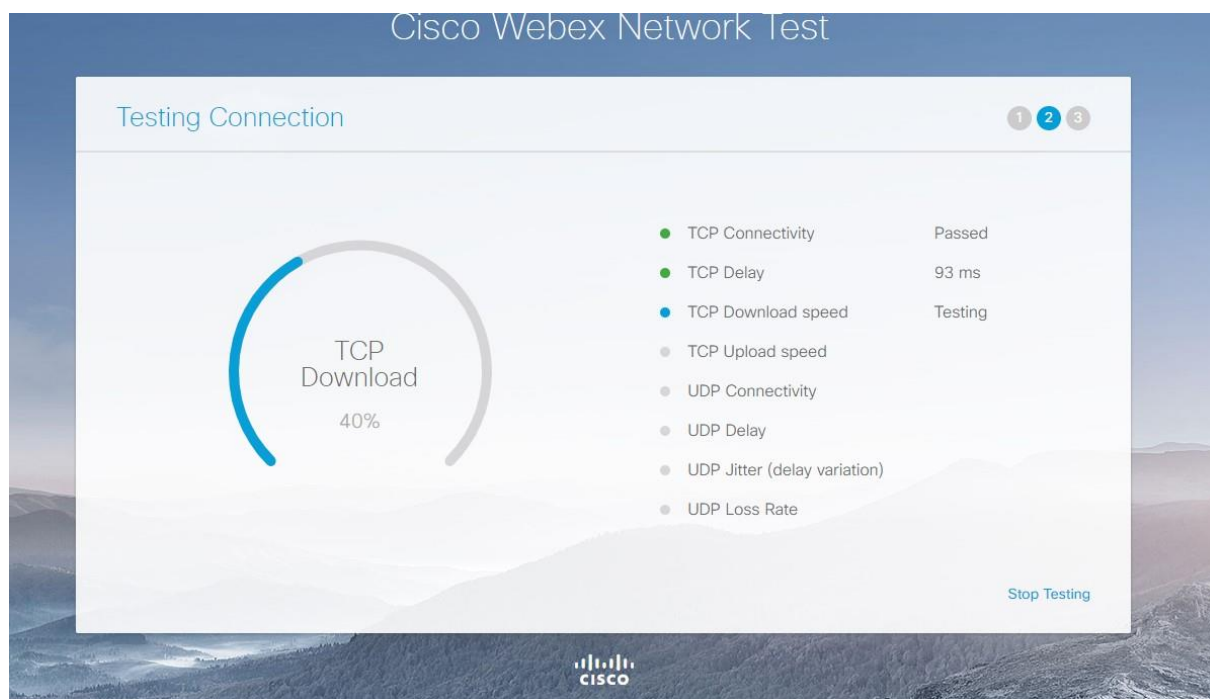 Cisco Webex Network Test
Testing Connection
1 2 3
TCP Connectivity Passed
TCP Delay 93 ms
TCP Download speed Testing
TCP Upload speed
UDP Connectivity
UDP Delay
UDP Jitter (delay variation)
UDP Loss Rate
TCP
Download
40%
Stop Testing
CISCO